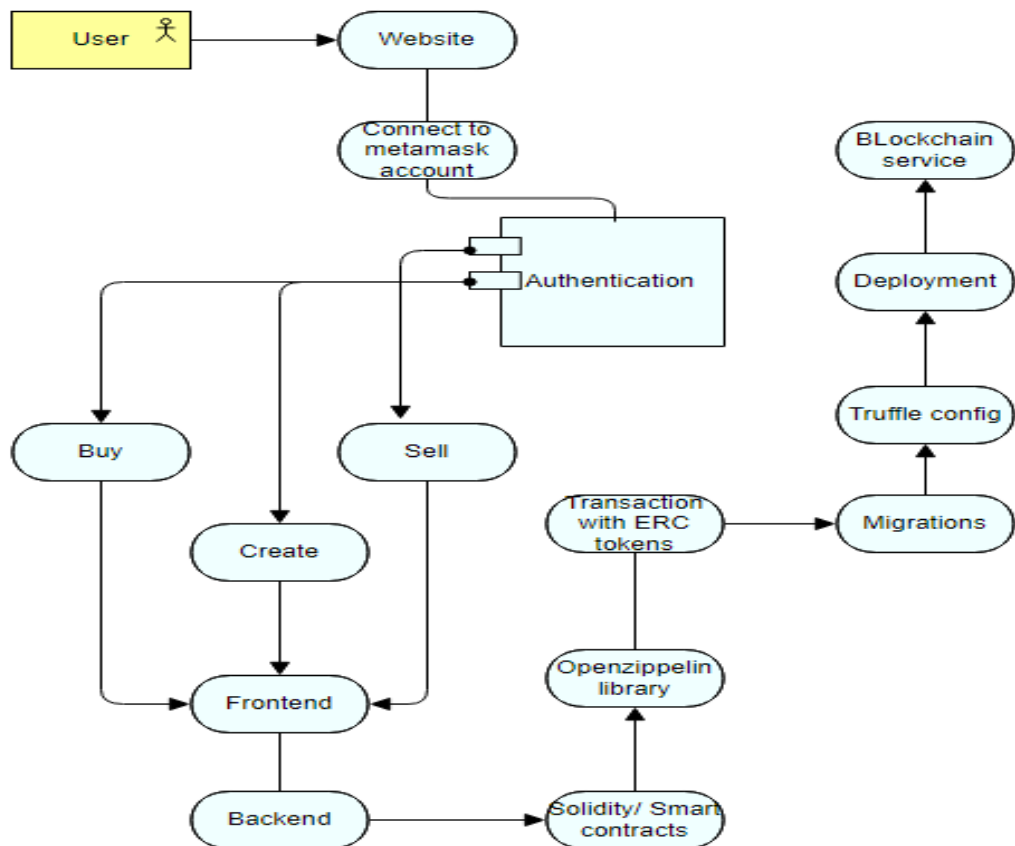 User
Website
Connect to
metamask
account
BLockchain
service
Authentication
Deployment
Truffle config
Buy
Sell
Transaction
with ERC
tokens
Migrations
Create
Openzippelin
library
Frontend
Backend
Solidity/ Smart
contracts